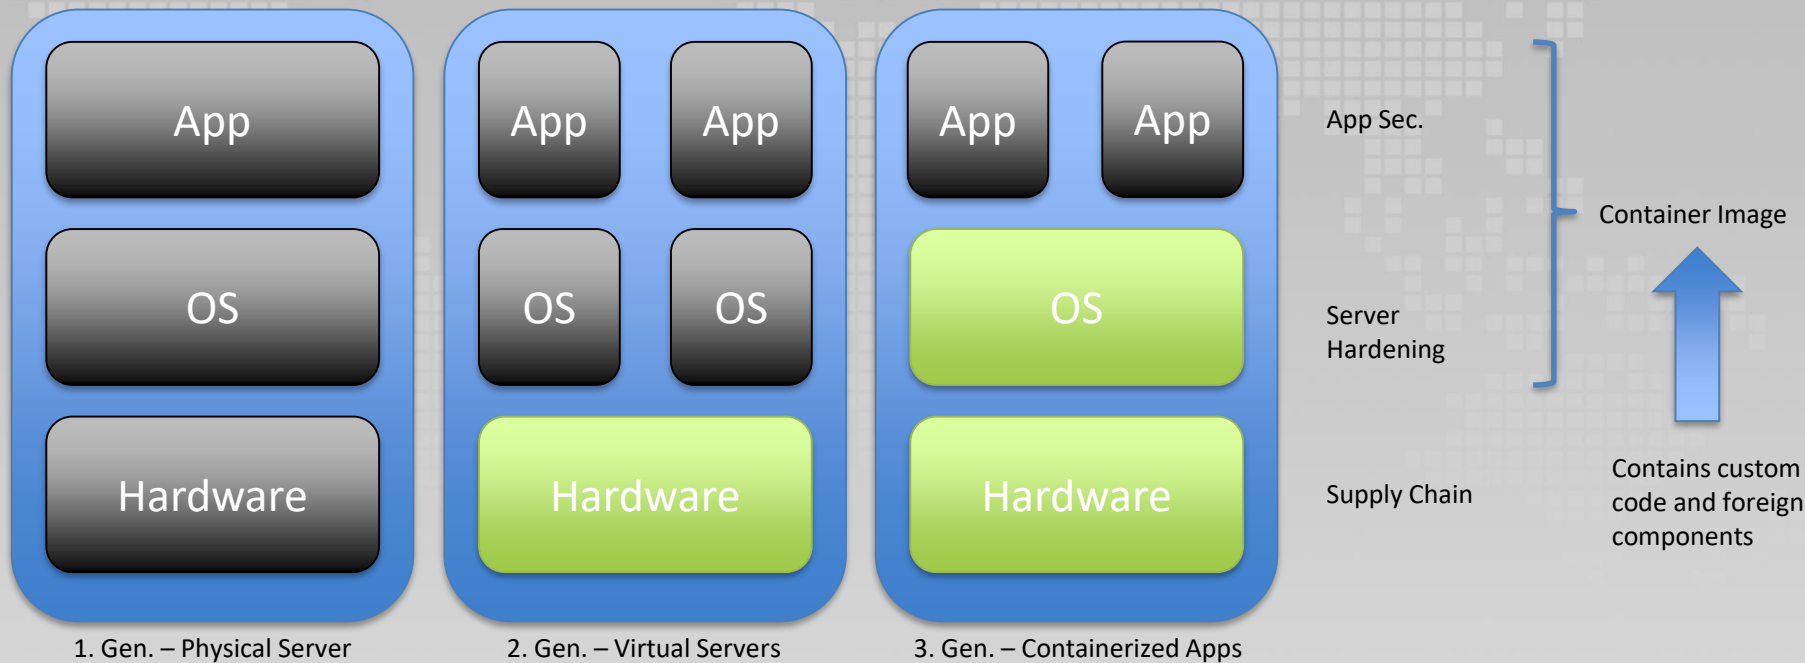 App
OS
Hardware
1. Gen. – Physical Server
App App
OS OS
Hardware
2. Gen. – Virtual Servers
App App
OS
Hardware
3. Gen. – Containerized Apps
App Sec.
Server
Hardening
Supply Chain
Container Image
Contains custom
code and foreign
components